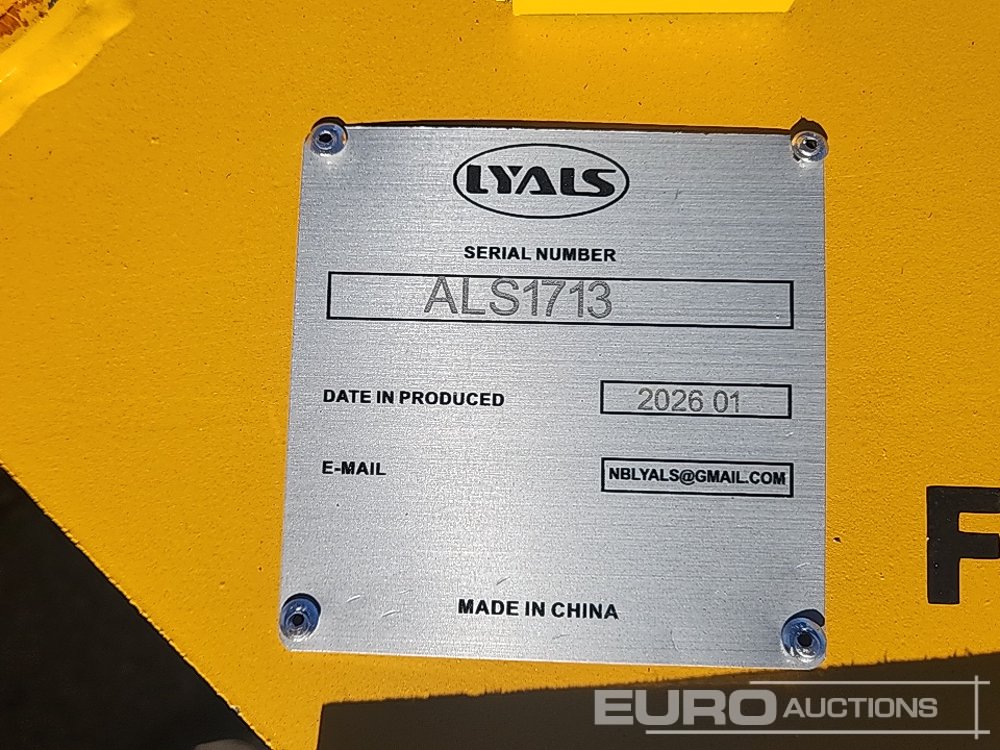 LYALS
SERIAL NUMBER
ALS1713
DATE IN PRODUCED 2026 01
E-MAIL NBLYALS@GMAIL.COM
MADE IN CHINA
EURO AUCTIONS